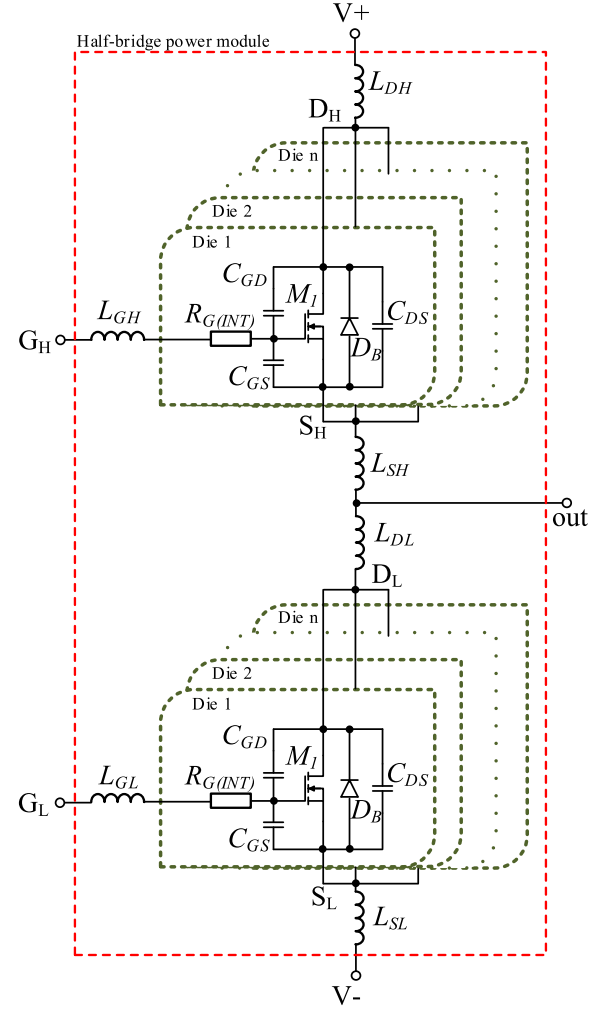 V+
Half-bridge power module
L_DH
D_H
Die n
Die 2
Die 1
C_GD
M_1
L_GH
R_G(INT)
C_DS
G_H
D_B
C_GS
S_H
L_SH
out
L_DL
D_L
Die n
Die 2
Die 1
C_GD
M_1
L_GL
R_G(INT)
C_DS
G_L
D_B
C_GS
S_L
L_SL
V-